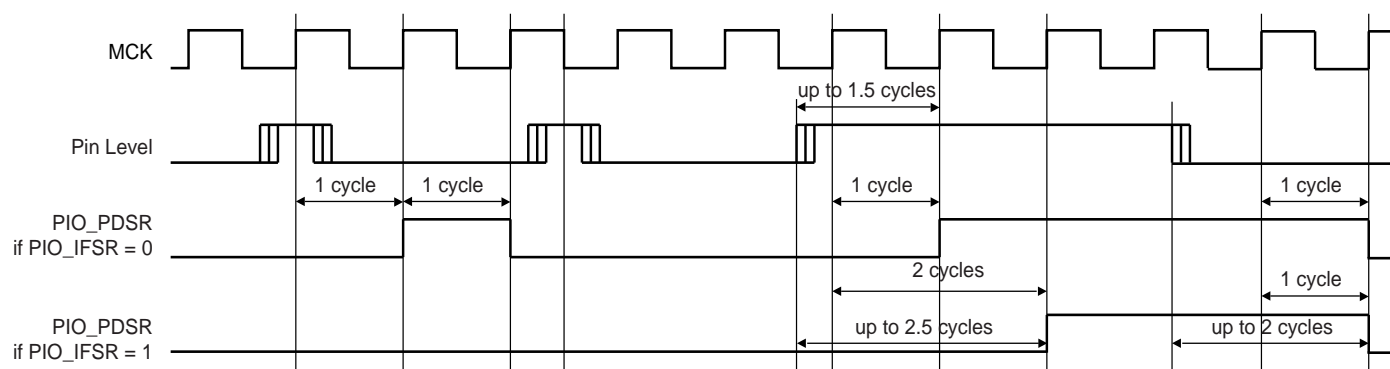 MCK
up to 1.5 cycles
Pin Level
1 cycle
1 cycle
1 cycle
1 cycle
PIO_PDSR
if PIO_IFSR = 0
2 cycles
1 cycle
PIO_PDSR
if PIO_IFSR = 1
up to 2.5 cycles
up to 2 cycles